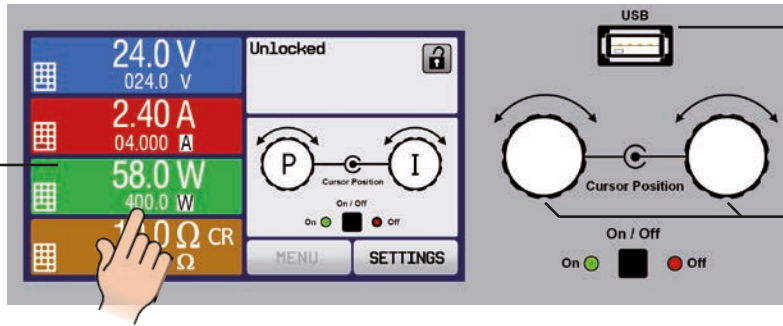 24.0 V
024.0 V
2.40 A
04.000 A
58.0 W
400.0 W
Ω CR
Ω
Unlocked
P
I
Cursor Position
On / Off
On
Off
MENU
SETTINGS
USB
Cursor Position
On / Off
On
Off